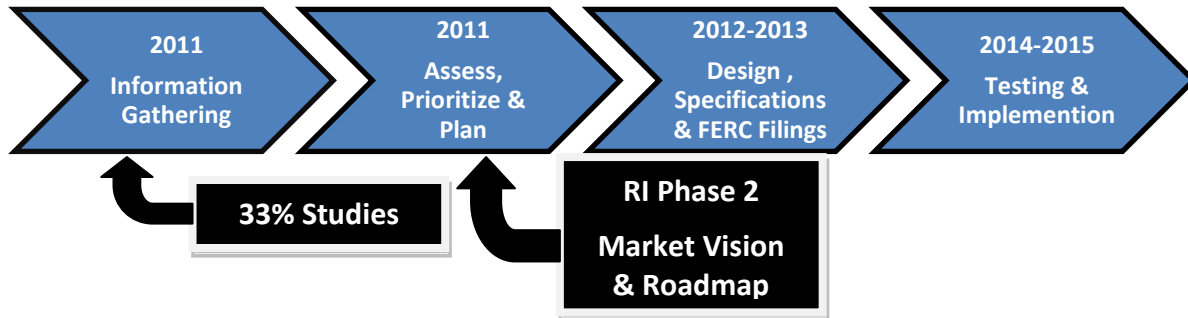 2011
Information
Gathering
2011
Assess,
Prioritize &
Plan
2012-2013
Design ,
Specifications
& FERC Filings
2014-2015
Testing &
Implemention
33% Studies
RI Phase 2
Market Vision
& Roadmap